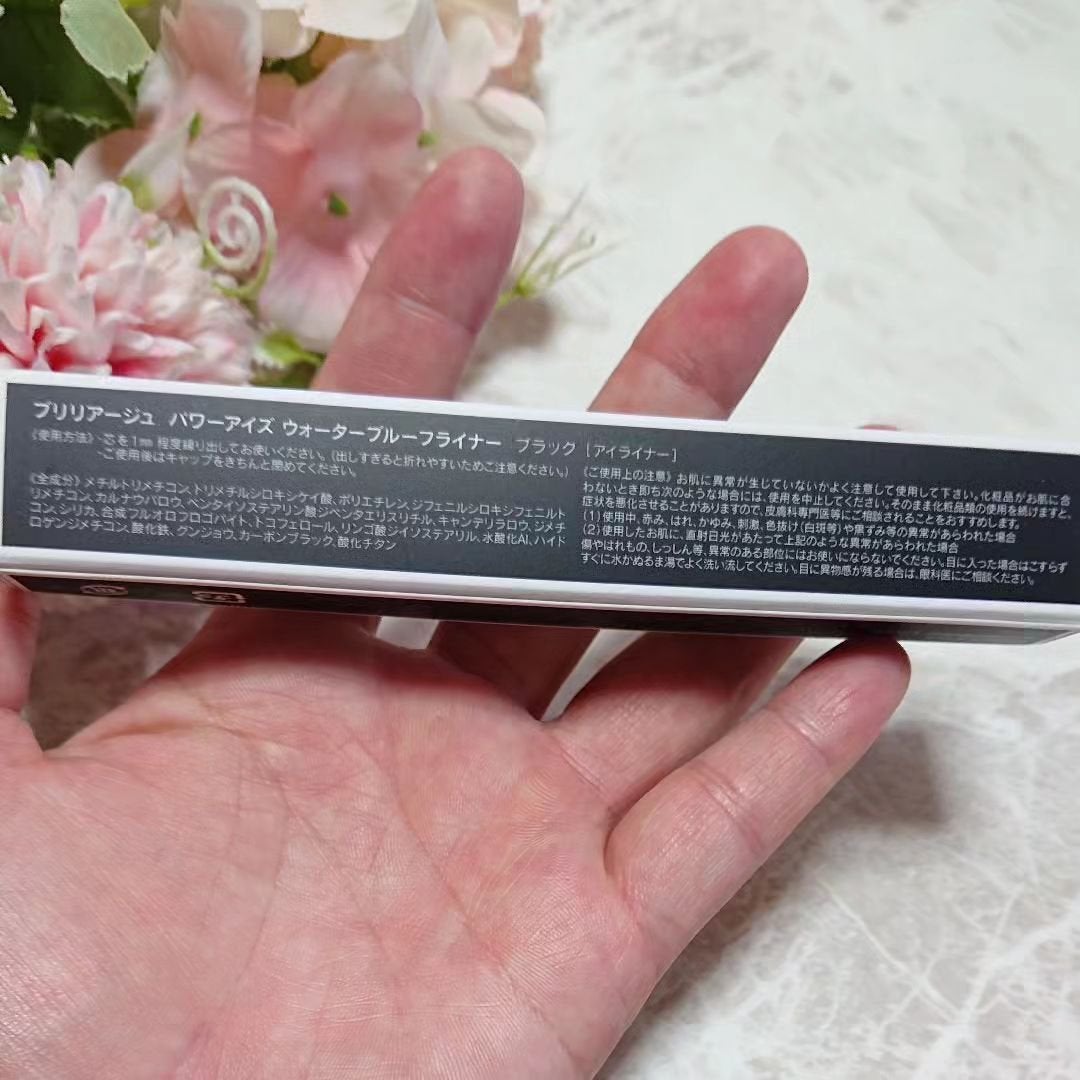 ブリリアージュ パワーアイズ ウォータープルーフライナー ブラック [アイライナー]
《使用方法》・芯を1mm程度繰り出してお使いください。(出しすぎると折れやすいためご注意ください。)
・ご使用後はキャップをきちんと閉めてください。
《全成分》メチルトリメチコン、トリメチルシロキシケイ酸、ポリエチレン、ジフェニルシロキシフェニルト
リメチコン、カルナウバロウ、ペンタイソステアリン酸ジペンタエリスリチル、キャンデリラロウ、ジメチ
コン、シリカ、合成フルオロフロゴパイト、トコフェロール、リンゴ酸ジイソステアリル、水酸化Al、ハイド
ロゲンジメチコン、酸化鉄、グンジョウ、カーボンブラック、酸化チタン
《ご使用上の注意》お肌に異常が生じていないかよく注意して使用して下さい。化粧品がお肌に合
わないとき即ち次のような場合には、使用を中止してください。そのまま化粧品類の使用を続けますと、
症状を悪化させることがありますので、皮膚科専門医等にご相談されることをおすすめします。
(1)使用中、赤み、はれ、かゆみ、刺激、色抜け(白斑等)や黒ずみ等の異常があらわれた場合
(2)使用したお肌に、直射日光があたって上記のような異常があらわれた場合
傷やはれもの、しっしん等、異常のある部位にはお使いにならないでください。目に入った場合はこすらず
すぐに水かぬるま湯でよく洗い流してください。目に異物感が残る場合は、眼科医にご相談ください。